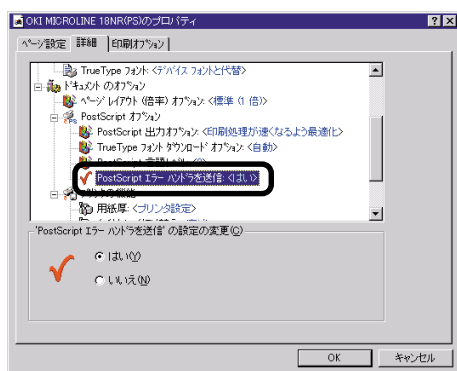 OKI MICROLINE 18NR(PS)のプロパティ
ページ設定 詳細 印刷オプション
TrueType フォント: <デバイス フォントと代替>
ドキュメント のオプション
ページ レイアウト (倍率) オプション: <標準 (1 倍)>
PostScript オプション
PostScript 出力オプション: <印刷処理が速くなるよう最適化>
TrueType フォント ダウンロード オプション: <自動>
PostScript エラー ハンドラを送信: <はい>
用紙厚: <プリンタ設定>
'PostScript エラー ハンドラを送信' の設定の変更(C)
はい(Y)
いいえ(N)
OK キャンセル